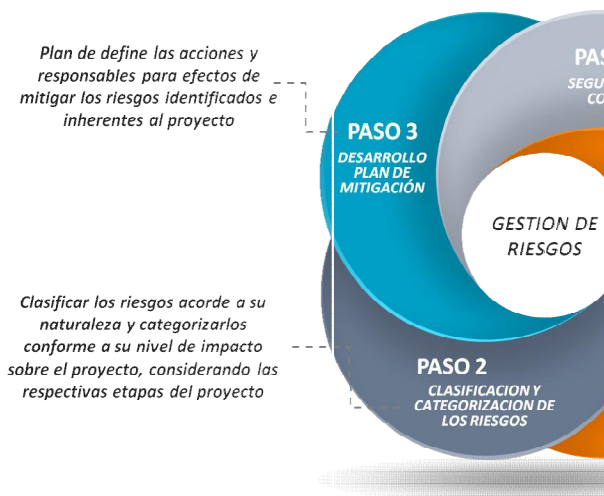 Plan de define las acciones y
responsables para efectos de
mitigar los riesgos identificados e
inherentes al proyecto
PASO 3
DESARROLLO
PLAN DE
MITIGACIÓN
GESTION DE
RIESGOS
Clasificar los riesgos acorde a su
naturaleza y categorizarlos
conforme a su nivel de impacto
sobre el proyecto, considerando las
respectivas etapas del proyecto
PASO 2
CLASIFICACION Y
CATEGORIZACION DE
LOS RIESGOS